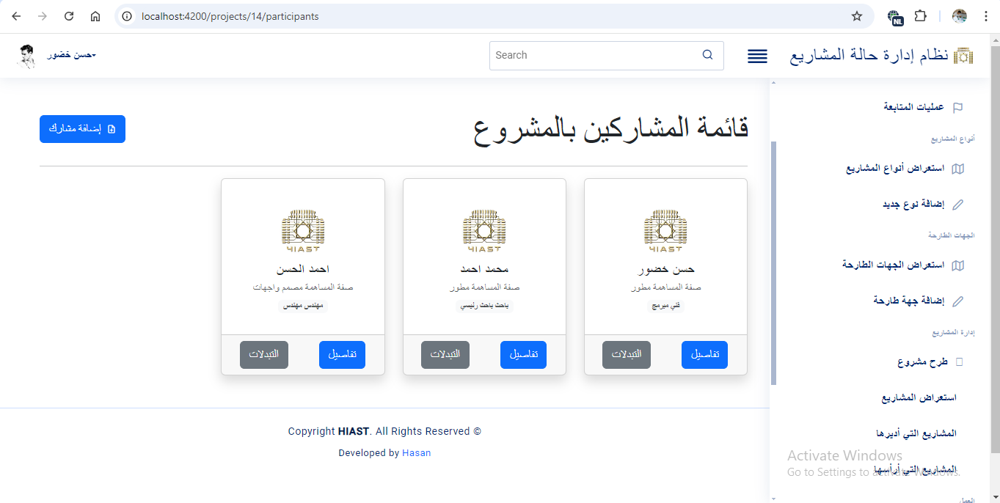 localhost:4200/projects/14/participants
NL
نظام إدارة حالة المشاريع
Search
حسن خضور
عمليات المتابعة
أنواع المشاريع
استعراض أنواع المشاريع
إضافة نوع جديد
الجهات الطارحة
استعراض الجهات الطارحة
إضافة جهة طارحة
إدارة المشاريع
طرح مشروع
استعراض المشاريع
المشاريع التي أديرها
المشاريع التي أرأسها
العمل
قائمة المشاركين بالمشروع
إضافة مشارك
HIAST
حسن خضور
صفة المساهمة مطور
فني مبرمج
تفاصيل
التبدلات
HIAST
محمد احمد
صفة المساهمة مطور
باحث باحث رئيسي
تفاصيل
التبدلات
HIAST
احمد الحسن
صفة المساهمة مصمم واجهات
مهندس مهندس
تفاصيل
التبدلات
Copyright HIAST. All Rights Reserved ©
Developed by Hasan
Activate Windows
Go to Settings to activate Windows.